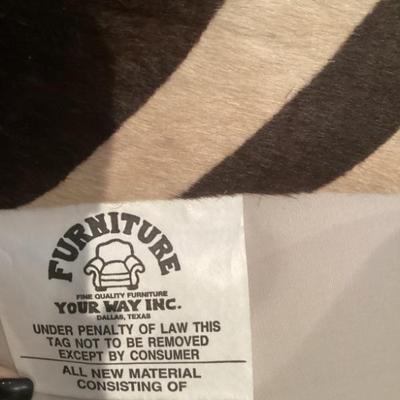 FURNITURE
FINE QUALITY FURNITURE
YOUR WAY INC.
DALLAS, TEXAS
UNDER PENALTY OF LAW THIS
TAG NOT TO BE REMOVED
EXCEPT BY CONSUMER
ALL NEW MATERIAL
CONSISTING OF